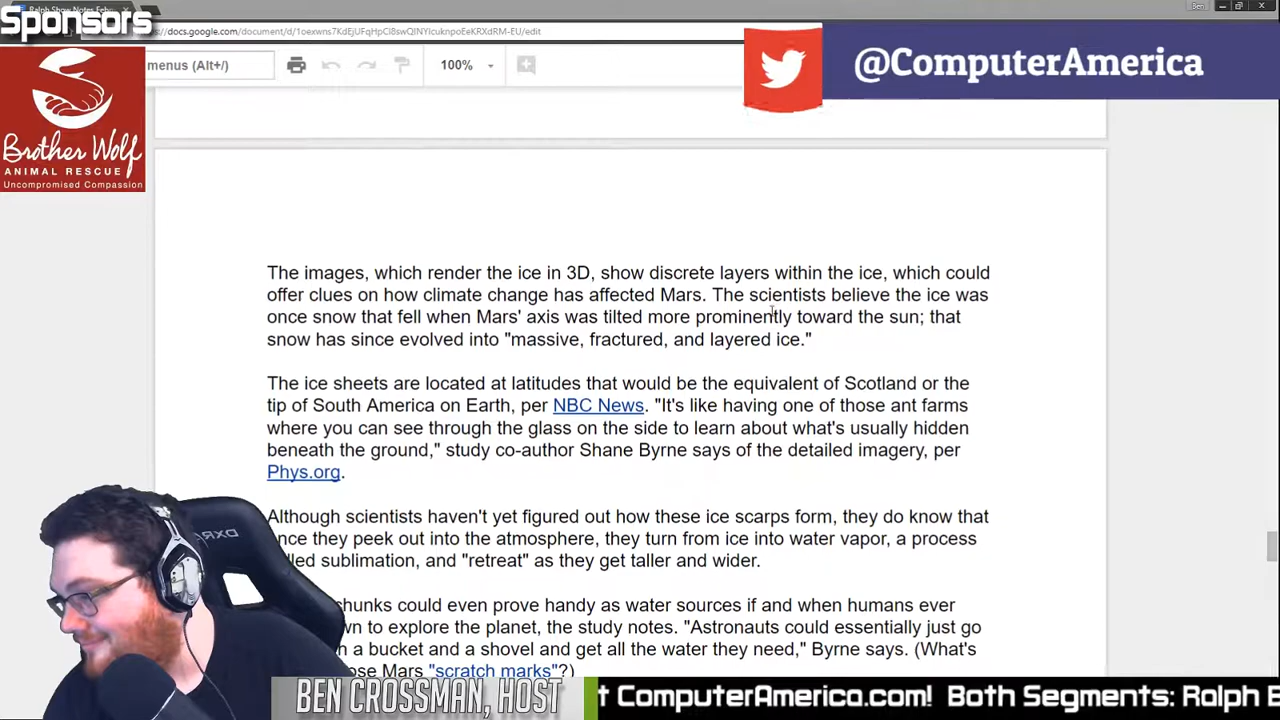 Ralph Show Notes
Ben
Sponsors
docs.google.com/document/d/1oexwns7KdEjUFqHpCl8swQINYIcuknpoEeKRXdRM-EU/edit
menus (Alt+/)
100%
@ComputerAmerica
Brother Wolf
ANIMAL RESCUE
Uncompromised Compassion
The images, which render the ice in 3D, show discrete layers within the ice, which could
offer clues on how climate change has affected Mars. The scientists believe the ice was
once snow that fell when Mars' axis was tilted more prominently toward the sun; that
snow has since evolved into "massive, fractured, and layered ice."
The ice sheets are located at latitudes that would be the equivalent of Scotland or the
tip of South America on Earth, per NBC News. "It's like having one of those ant farms
where you can see through the glass on the side to learn about what's usually hidden
beneath the ground," study co-author Shane Byrne says of the detailed imagery, per
Phys.org.
Although scientists haven't yet figured out how these ice scarps form, they do know that
once they peek out into the atmosphere, they turn from ice into water vapor, a process
sublimation, and "retreat" as they get taller and wider.
chunks could even prove handy as water sources if and when humans ever
to explore the planet, the study notes. "Astronauts could essentially just go
a bucket and a shovel and get all the water they need," Byrne says. (What's
Mars "scratch marks"?)
BEN CROSSMAN, HOST
ComputerAmerica.com! Both Segments: Ralph